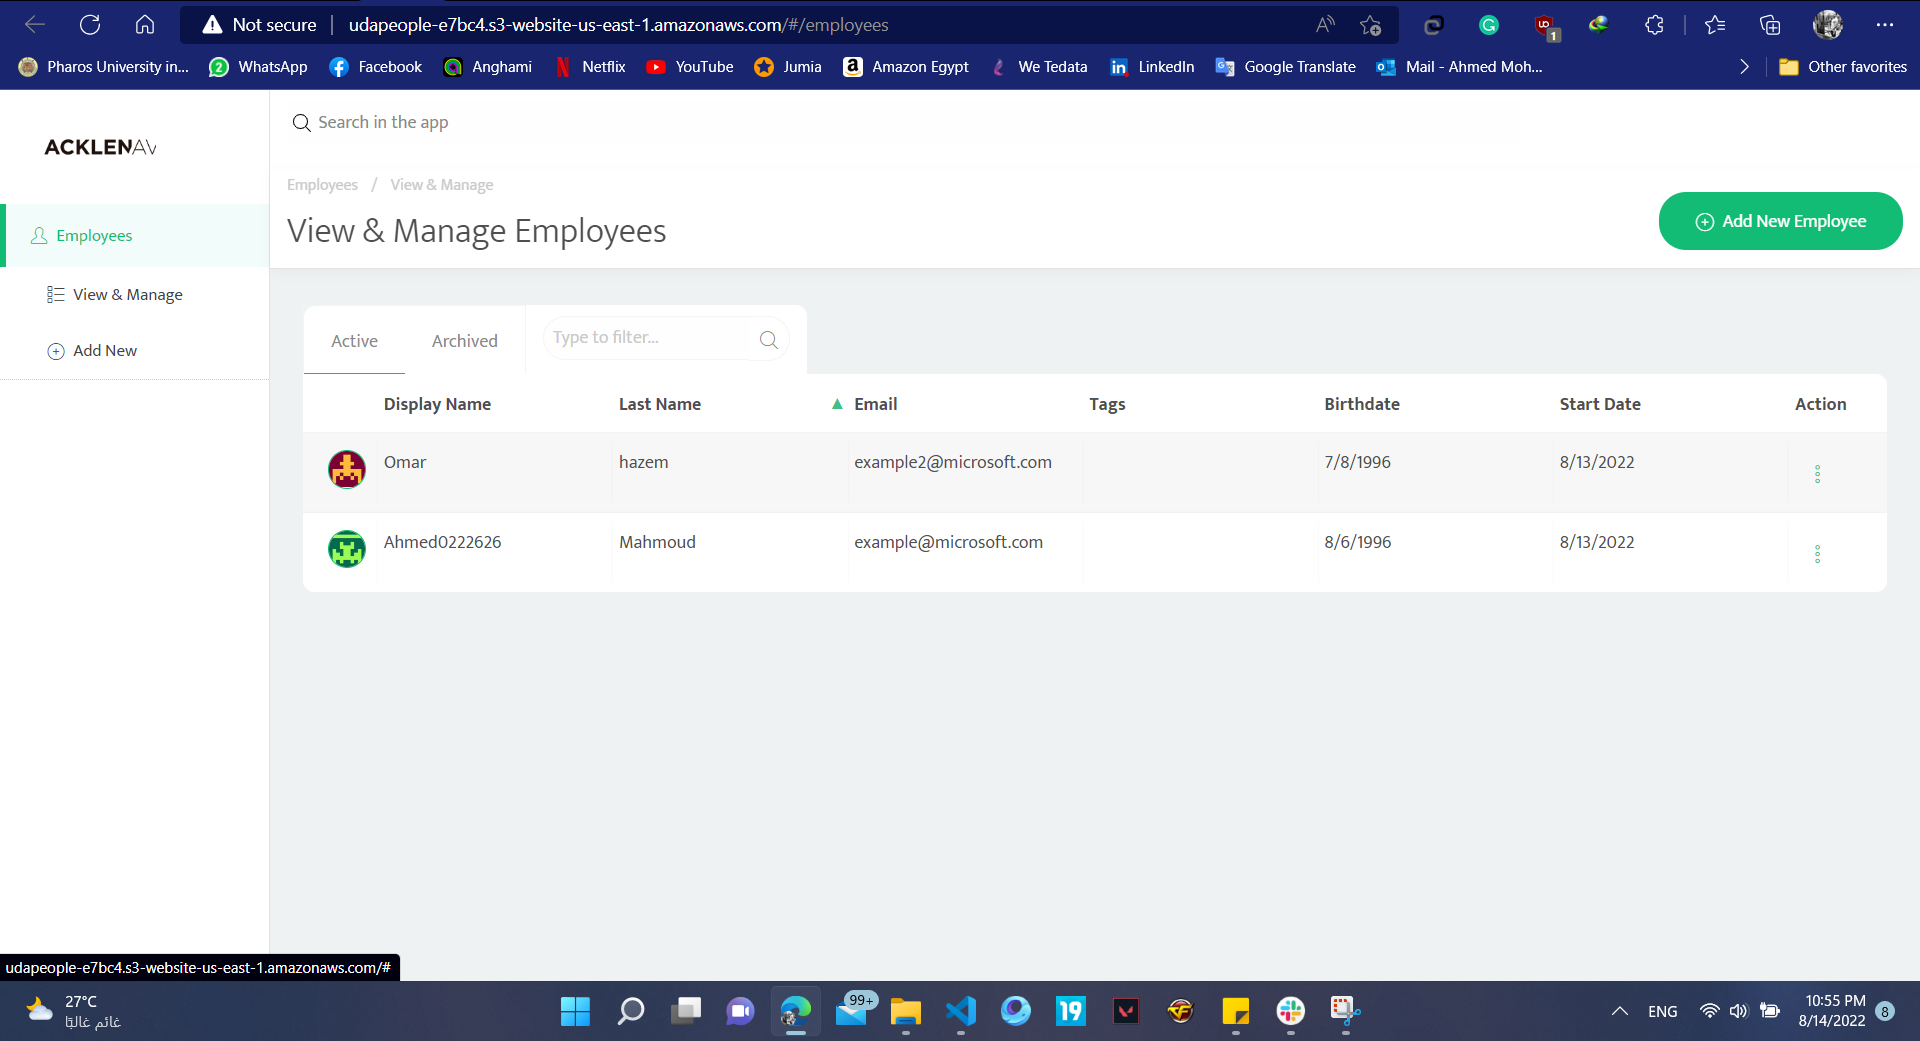 Not secure
udapeople-e7bc4.s3-website-us-east-1.amazonaws.com/#/employees
1
Pharos University in...
2
WhatsApp
Facebook
Anghami
Netflix
YouTube
Jumia
Amazon Egypt
We Tedata
LinkedIn
Google Translate
Mail - Ahmed Moh...
Other favorites
ACKLENAV
Search in the app
Employees / View & Manage
View & Manage Employees
Add New Employee
Employees
View & Manage
Add New
Active
Archived
Type to filter...
Display Name Last Name Email Tags Birthdate Start Date Action
Omar hazem example2@microsoft.com 7/8/1996 8/13/2022
Ahmed0222626 Mahmoud example@microsoft.com 8/6/1996 8/13/2022
udapeople-e7bc4.s3-website-us-east-1.amazonaws.com/#
27°C
غائم غالبًا
99+
19
ENG
10:55 PM
8/14/2022
8